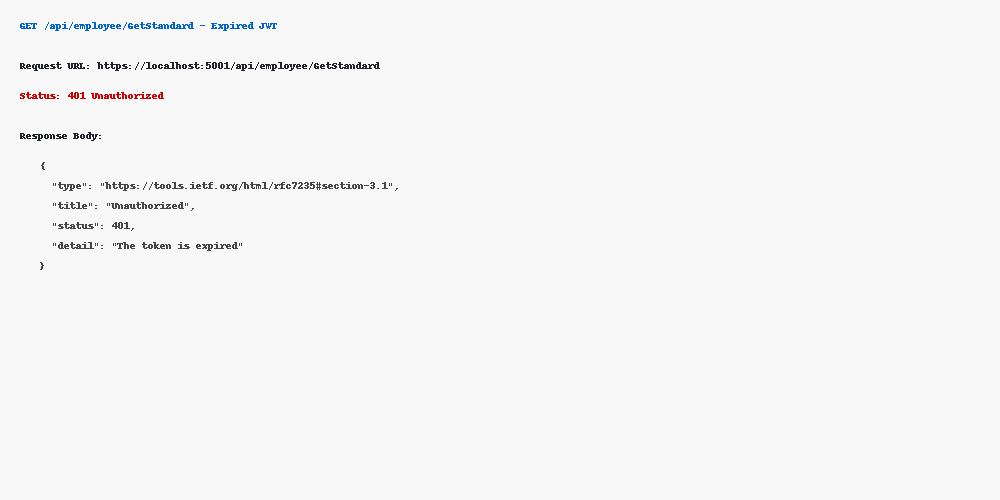 GET /api/employee/GetStandard - Expired JWT
Request URL: https://localhost:5001/api/employee/GetStandard
Status: 401 Unauthorized
Response Body:
{
"type": "https://tools.ietf.org/html/rfc7235#section-3.1",
"title": "Unauthorized",
"status": 401,
"detail": "The token is expired"
}